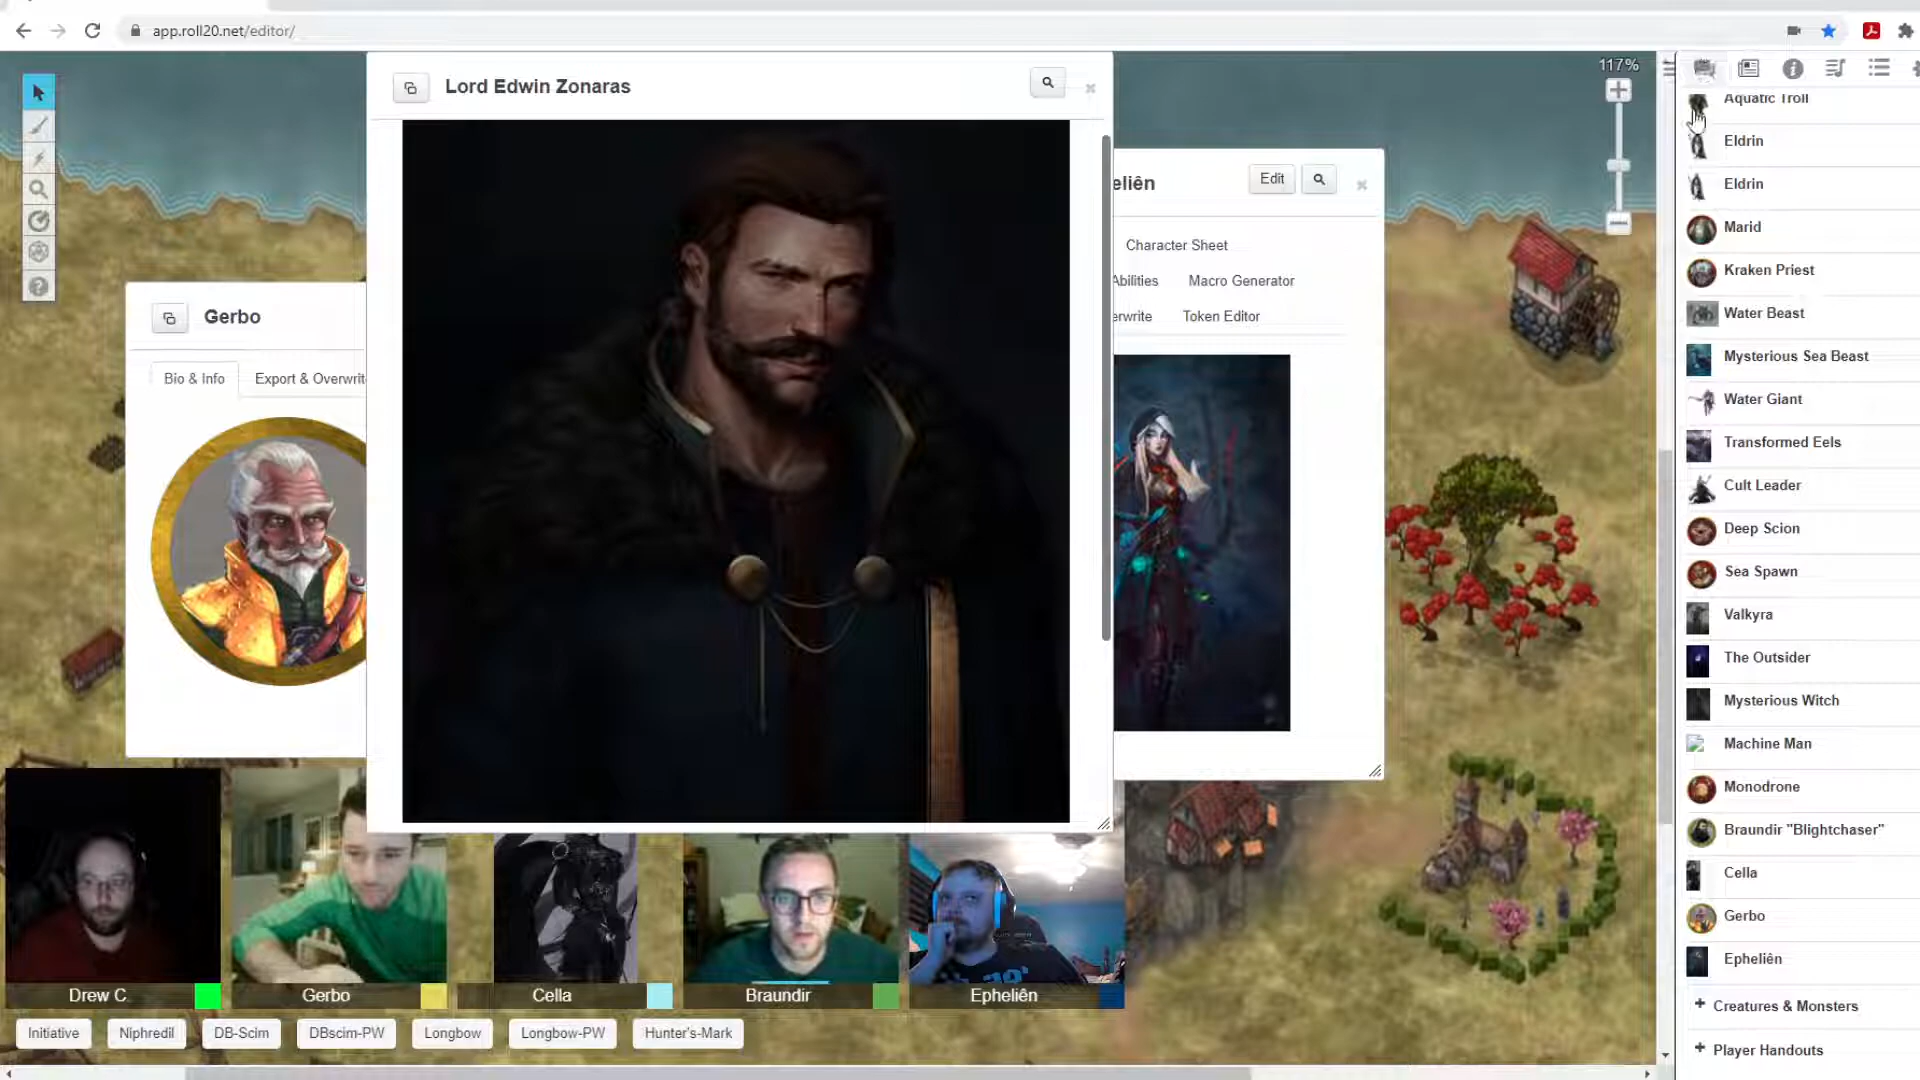 app.roll20.net/editor/
117%
Lord Edwin Zonaras
Gerbo
Bio & Info
Export & Overwrit
eliên
Edit
Character Sheet
Abilities
Macro Generator
erwrite
Token Editor
Aquatic Troll
Eldrin
Eldrin
Marid
Kraken Priest
Water Beast
Mysterious Sea Beast
Water Giant
Transformed Eels
Cult Leader
Deep Scion
Sea Spawn
Valkyra
The Outsider
Mysterious Witch
Machine Man
Monodrone
Braundir "Blightchaser"
Cella
Gerbo
Epheliên
Creatures & Monsters
Player Handouts
Drew C.
Gerbo
Cella
Braundir
Epheliên
Initiative
Niphredil
DB-Scim
DBscim-PW
Longbow
Longbow-PW
Hunter's-Mark